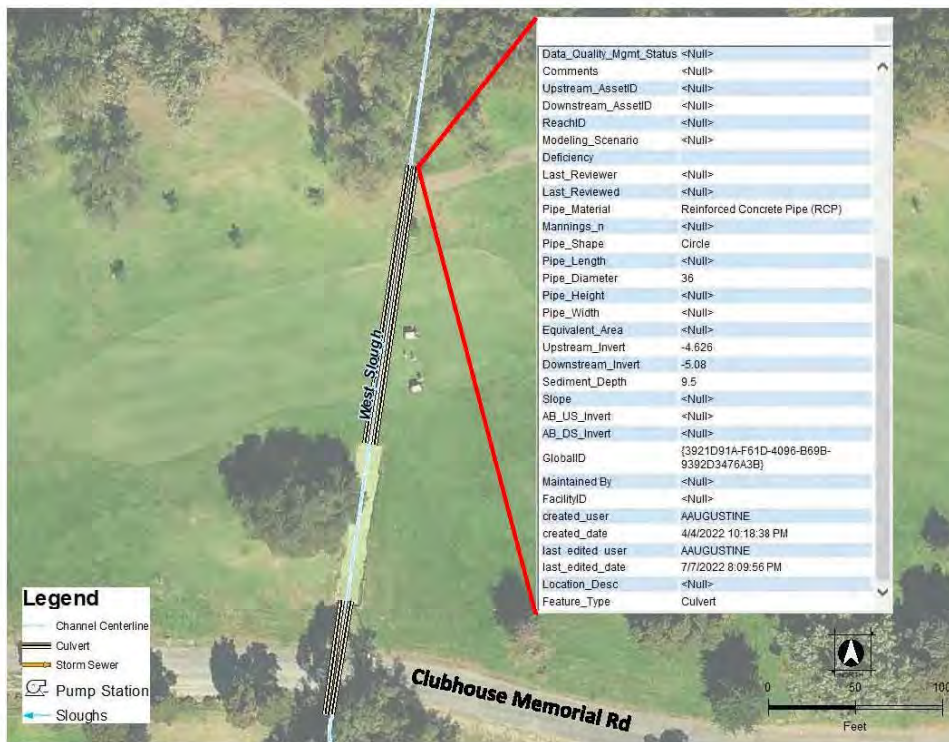 Data_Quality_Mgmt_Status <Null>
Comments <Null>
Upstream_AssetID <Null>
Downstream_AssetID <Null>
ReachID <Null>
Modeling_Scenario <Null>
Deficiency
Last_Reviewer <Null>
Last_Reviewed <Null>
Pipe_Material Reinforced Concrete Pipe (RCP)
Mannings_n <Null>
Pipe_Shape Circle
Pipe_Length <Null>
Pipe_Diameter 36
Pipe_Height <Null>
Pipe_Width <Null>
Equivalent_Area <Null>
Upstream_Invert -4.626
Downstream_Invert -5.08
Sediment_Depth 9.5
Slope <Null>
AB_US_Invert <Null>
AB_DS_Invert <Null>
GlobalID {3921D91A-F61D-4096-B69B-
9392D3476A3B}
Maintained By <Null>
FacilityID <Null>
created_user AAUGUSTINE
created_date 4/4/2022 10:18:38 PM
last_edited_user AAUGUSTINE
last_edited_date 7/7/2022 8:09:56 PM
Location_Desc <Null>
Feature_Type Culvert
West Slough
Clubhouse Memorial Rd
Legend
Channel Centerline
Culvert
Storm Sewer
Pump Station
Sloughs
NORTH
0 50 100
Feet